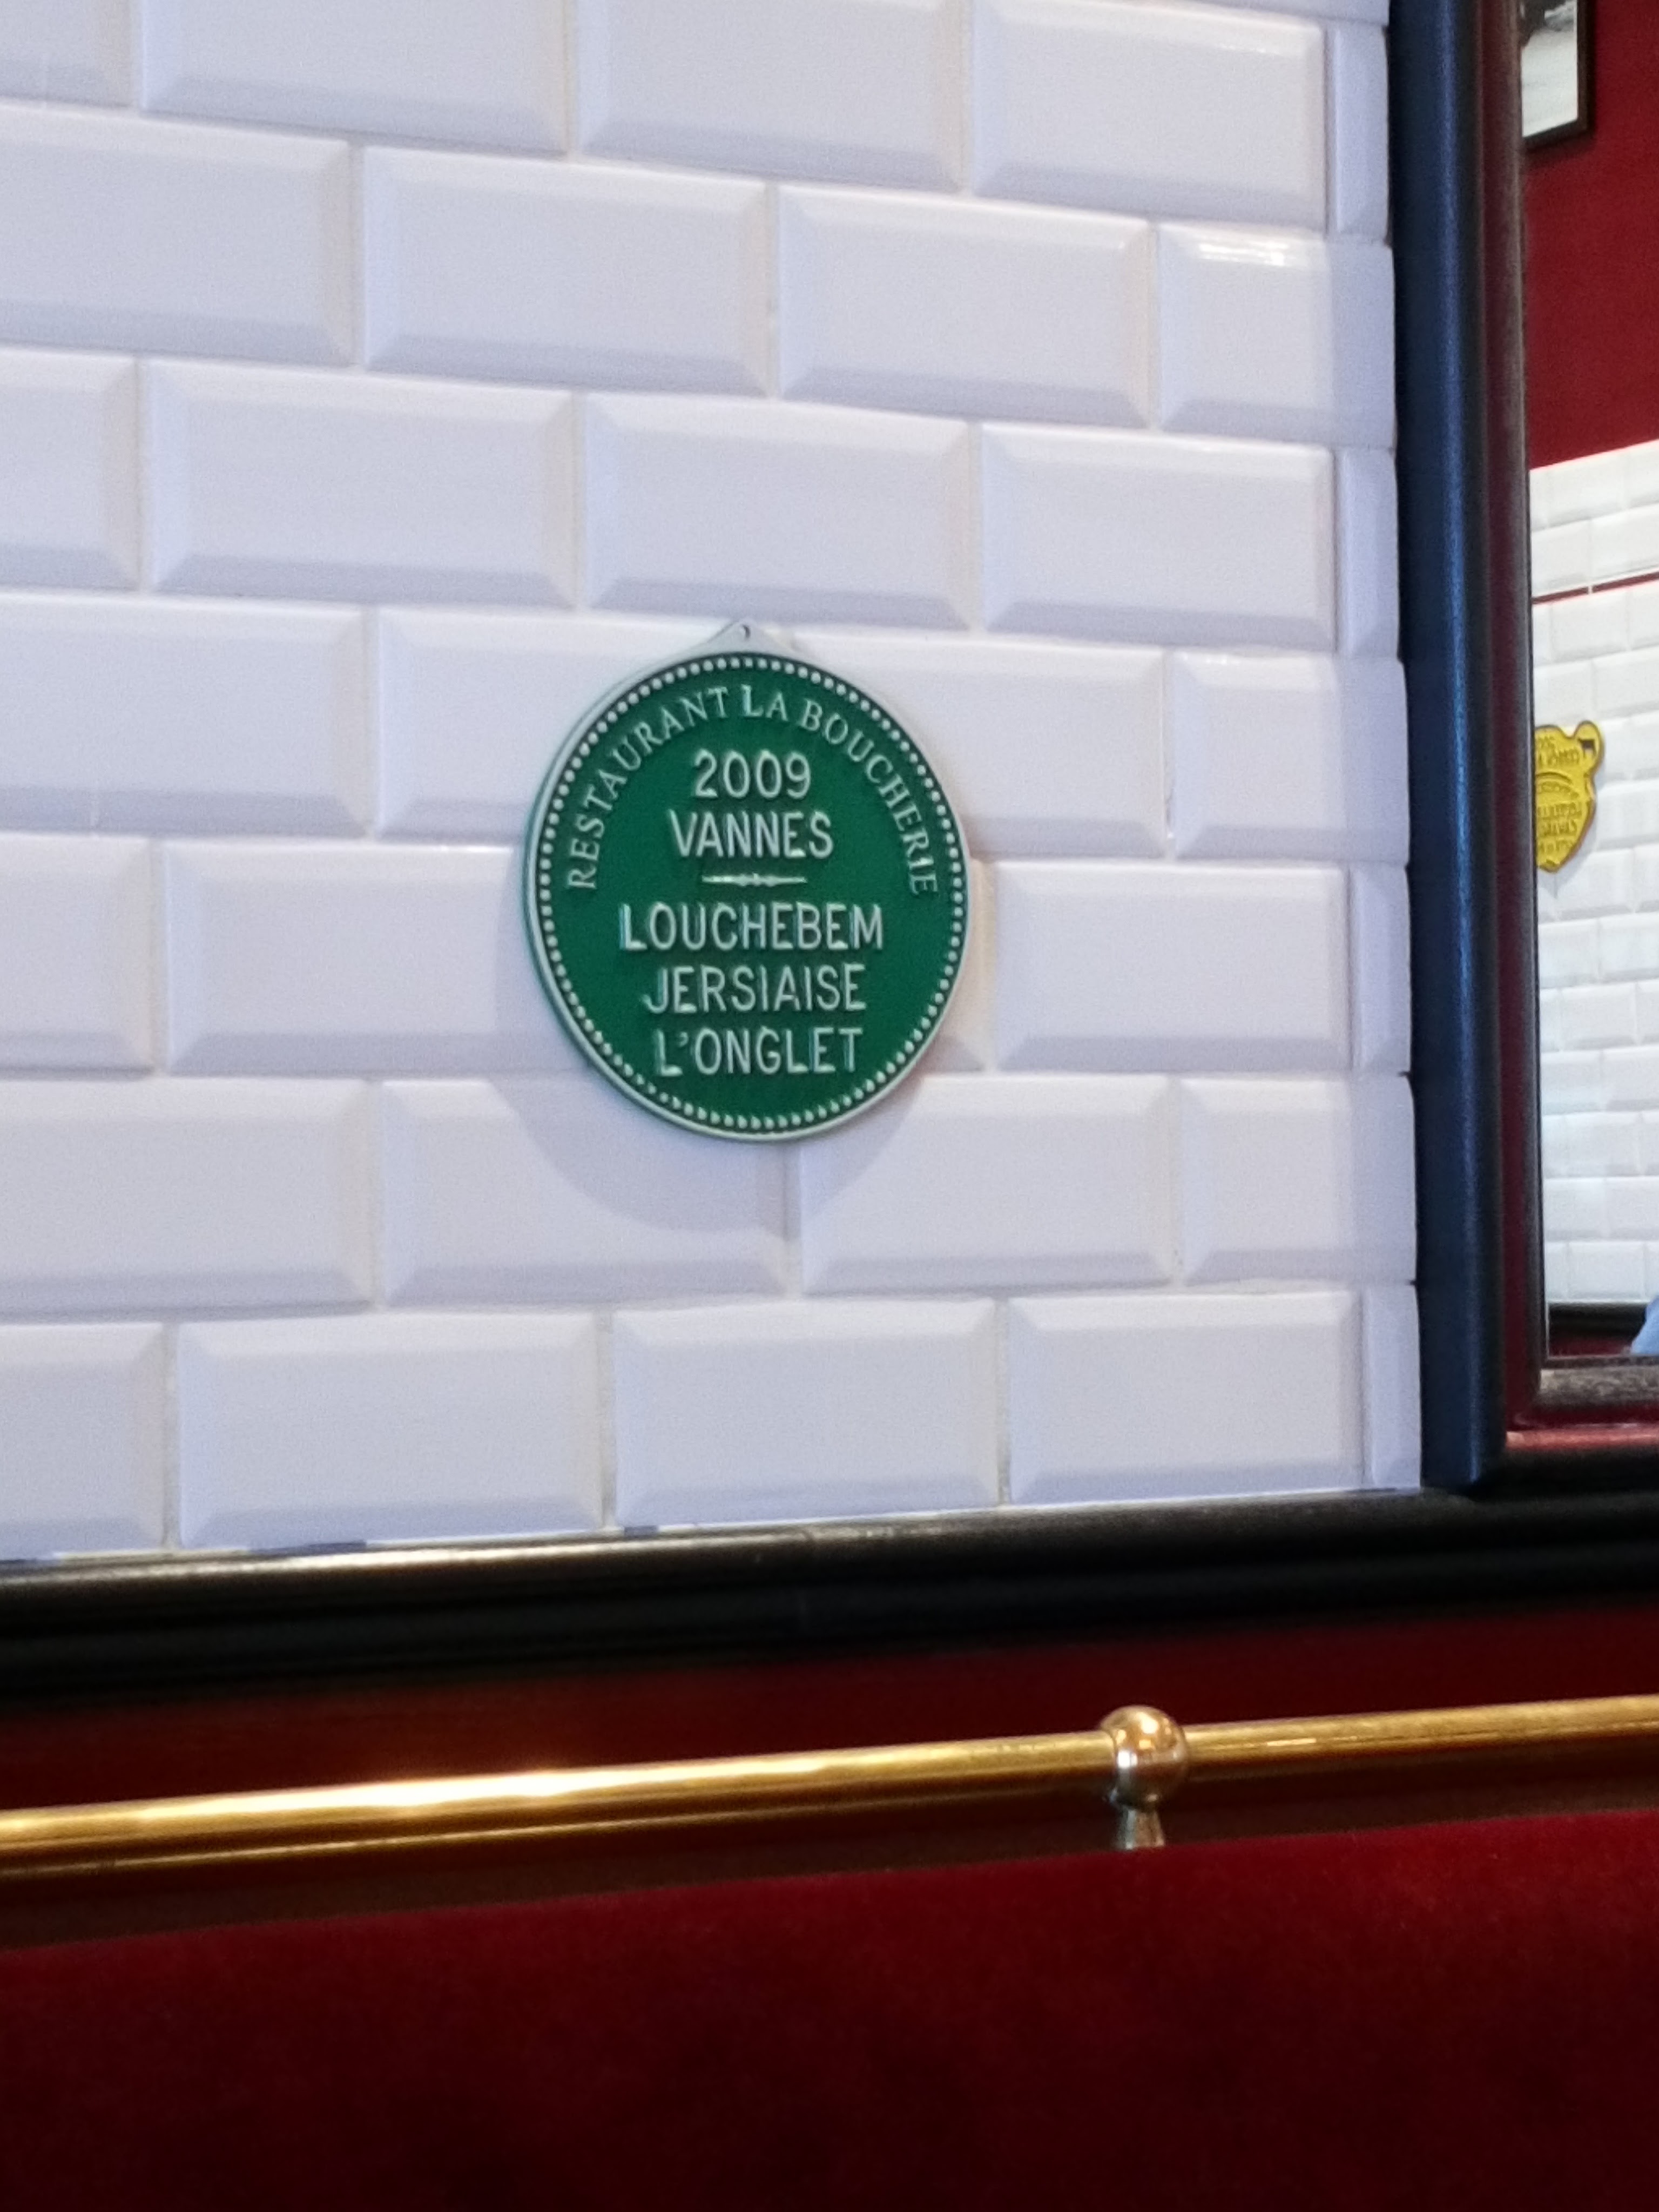 RESTAURANT LA BOUCHERIE
2009
VANNES
LOUCHEBEM
JERSIAISE
L'ONGLET